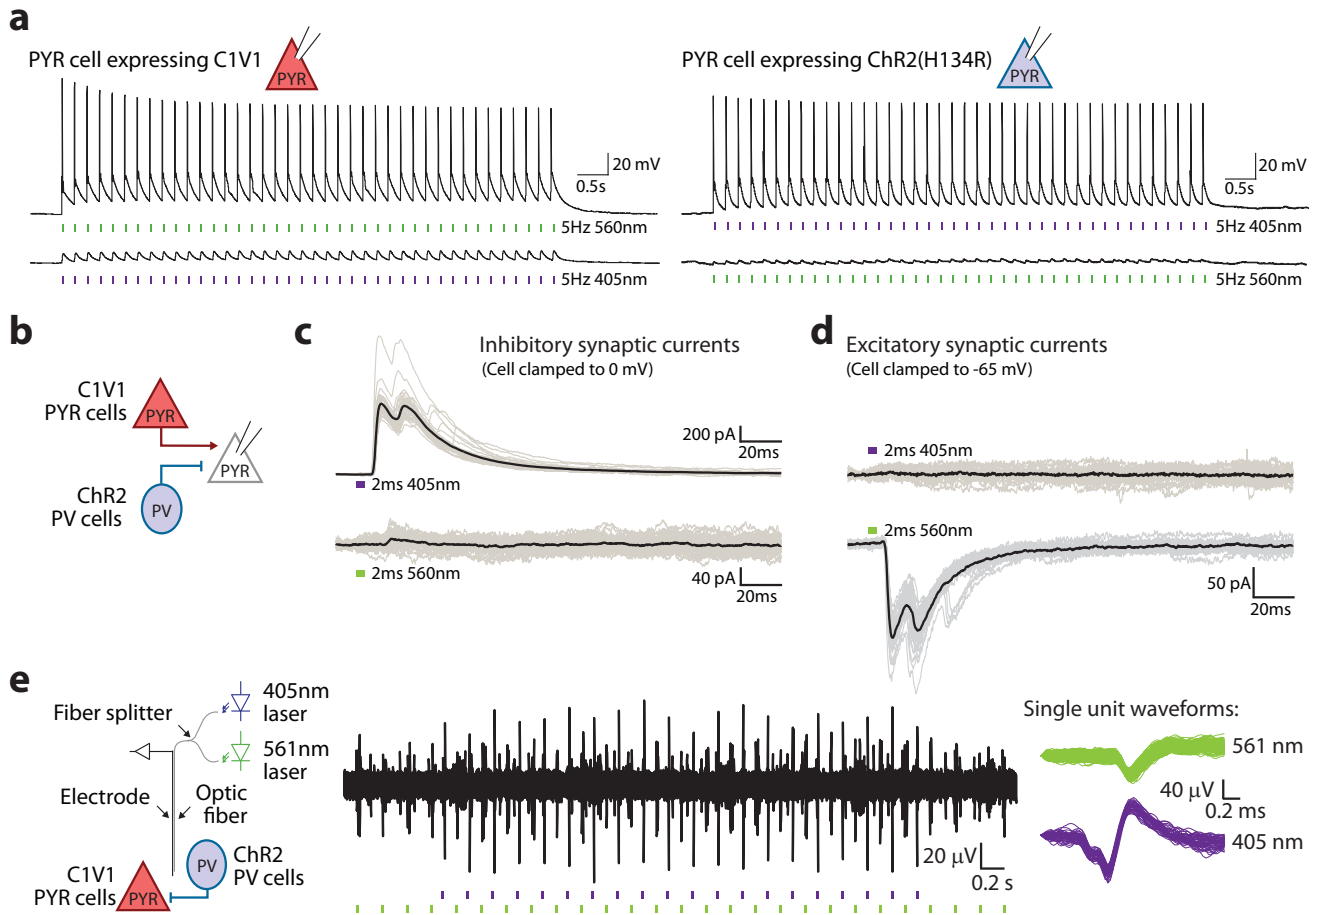 a
PYR cell expressing C1V1
PYR
20 mV
0.5s
5Hz 560nm
5Hz 405nm
PYR cell expressing ChR2(H134R)
PYR
20 mV
0.5s
5Hz 405nm
5Hz 560nm
b
C1V1
PYR cells
PYR
PYR
ChR2
PV cells
PV
c
Inhibitory synaptic currents
(Cell clamped to 0 mV)
200 pA
20ms
2ms 405nm
2ms 560nm
40 pA
20ms
d
Excitatory synaptic currents
(Cell clamped to -65 mV)
2ms 405nm
2ms 560nm
50 pA
20ms
e
Fiber splitter
405nm
laser
561nm
laser
Electrode
Optic
fiber
C1V1
PYR cells
PYR
PV
ChR2
PV cells
20 µV
0.2 s
Single unit waveforms:
561 nm
40 µV
0.2 ms
405 nm